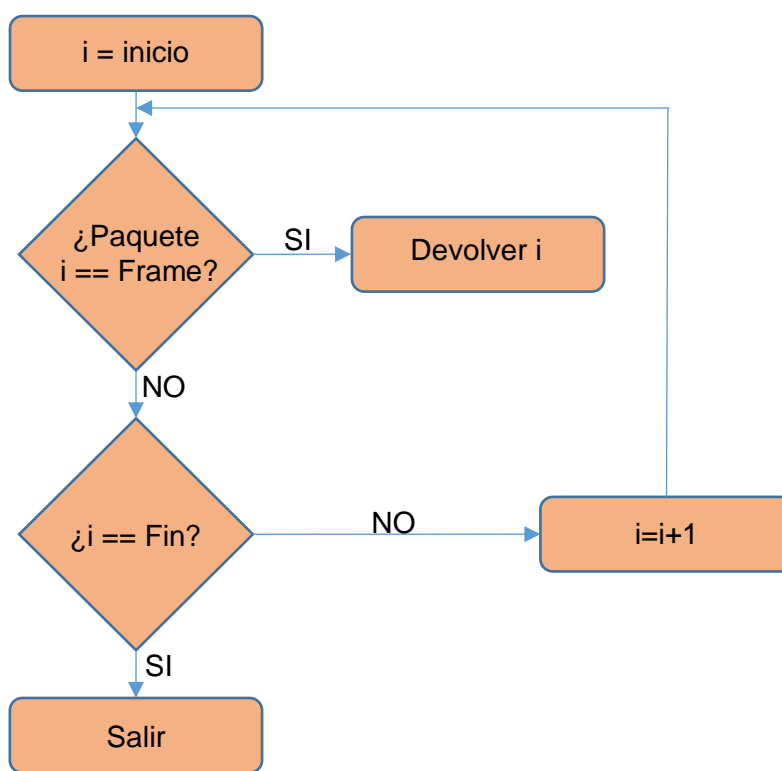 i = inicio
¿Paquete
i == Frame?
SI
Devolver i
NO
¿i == Fin?
NO
i=i+1
SI
Salir